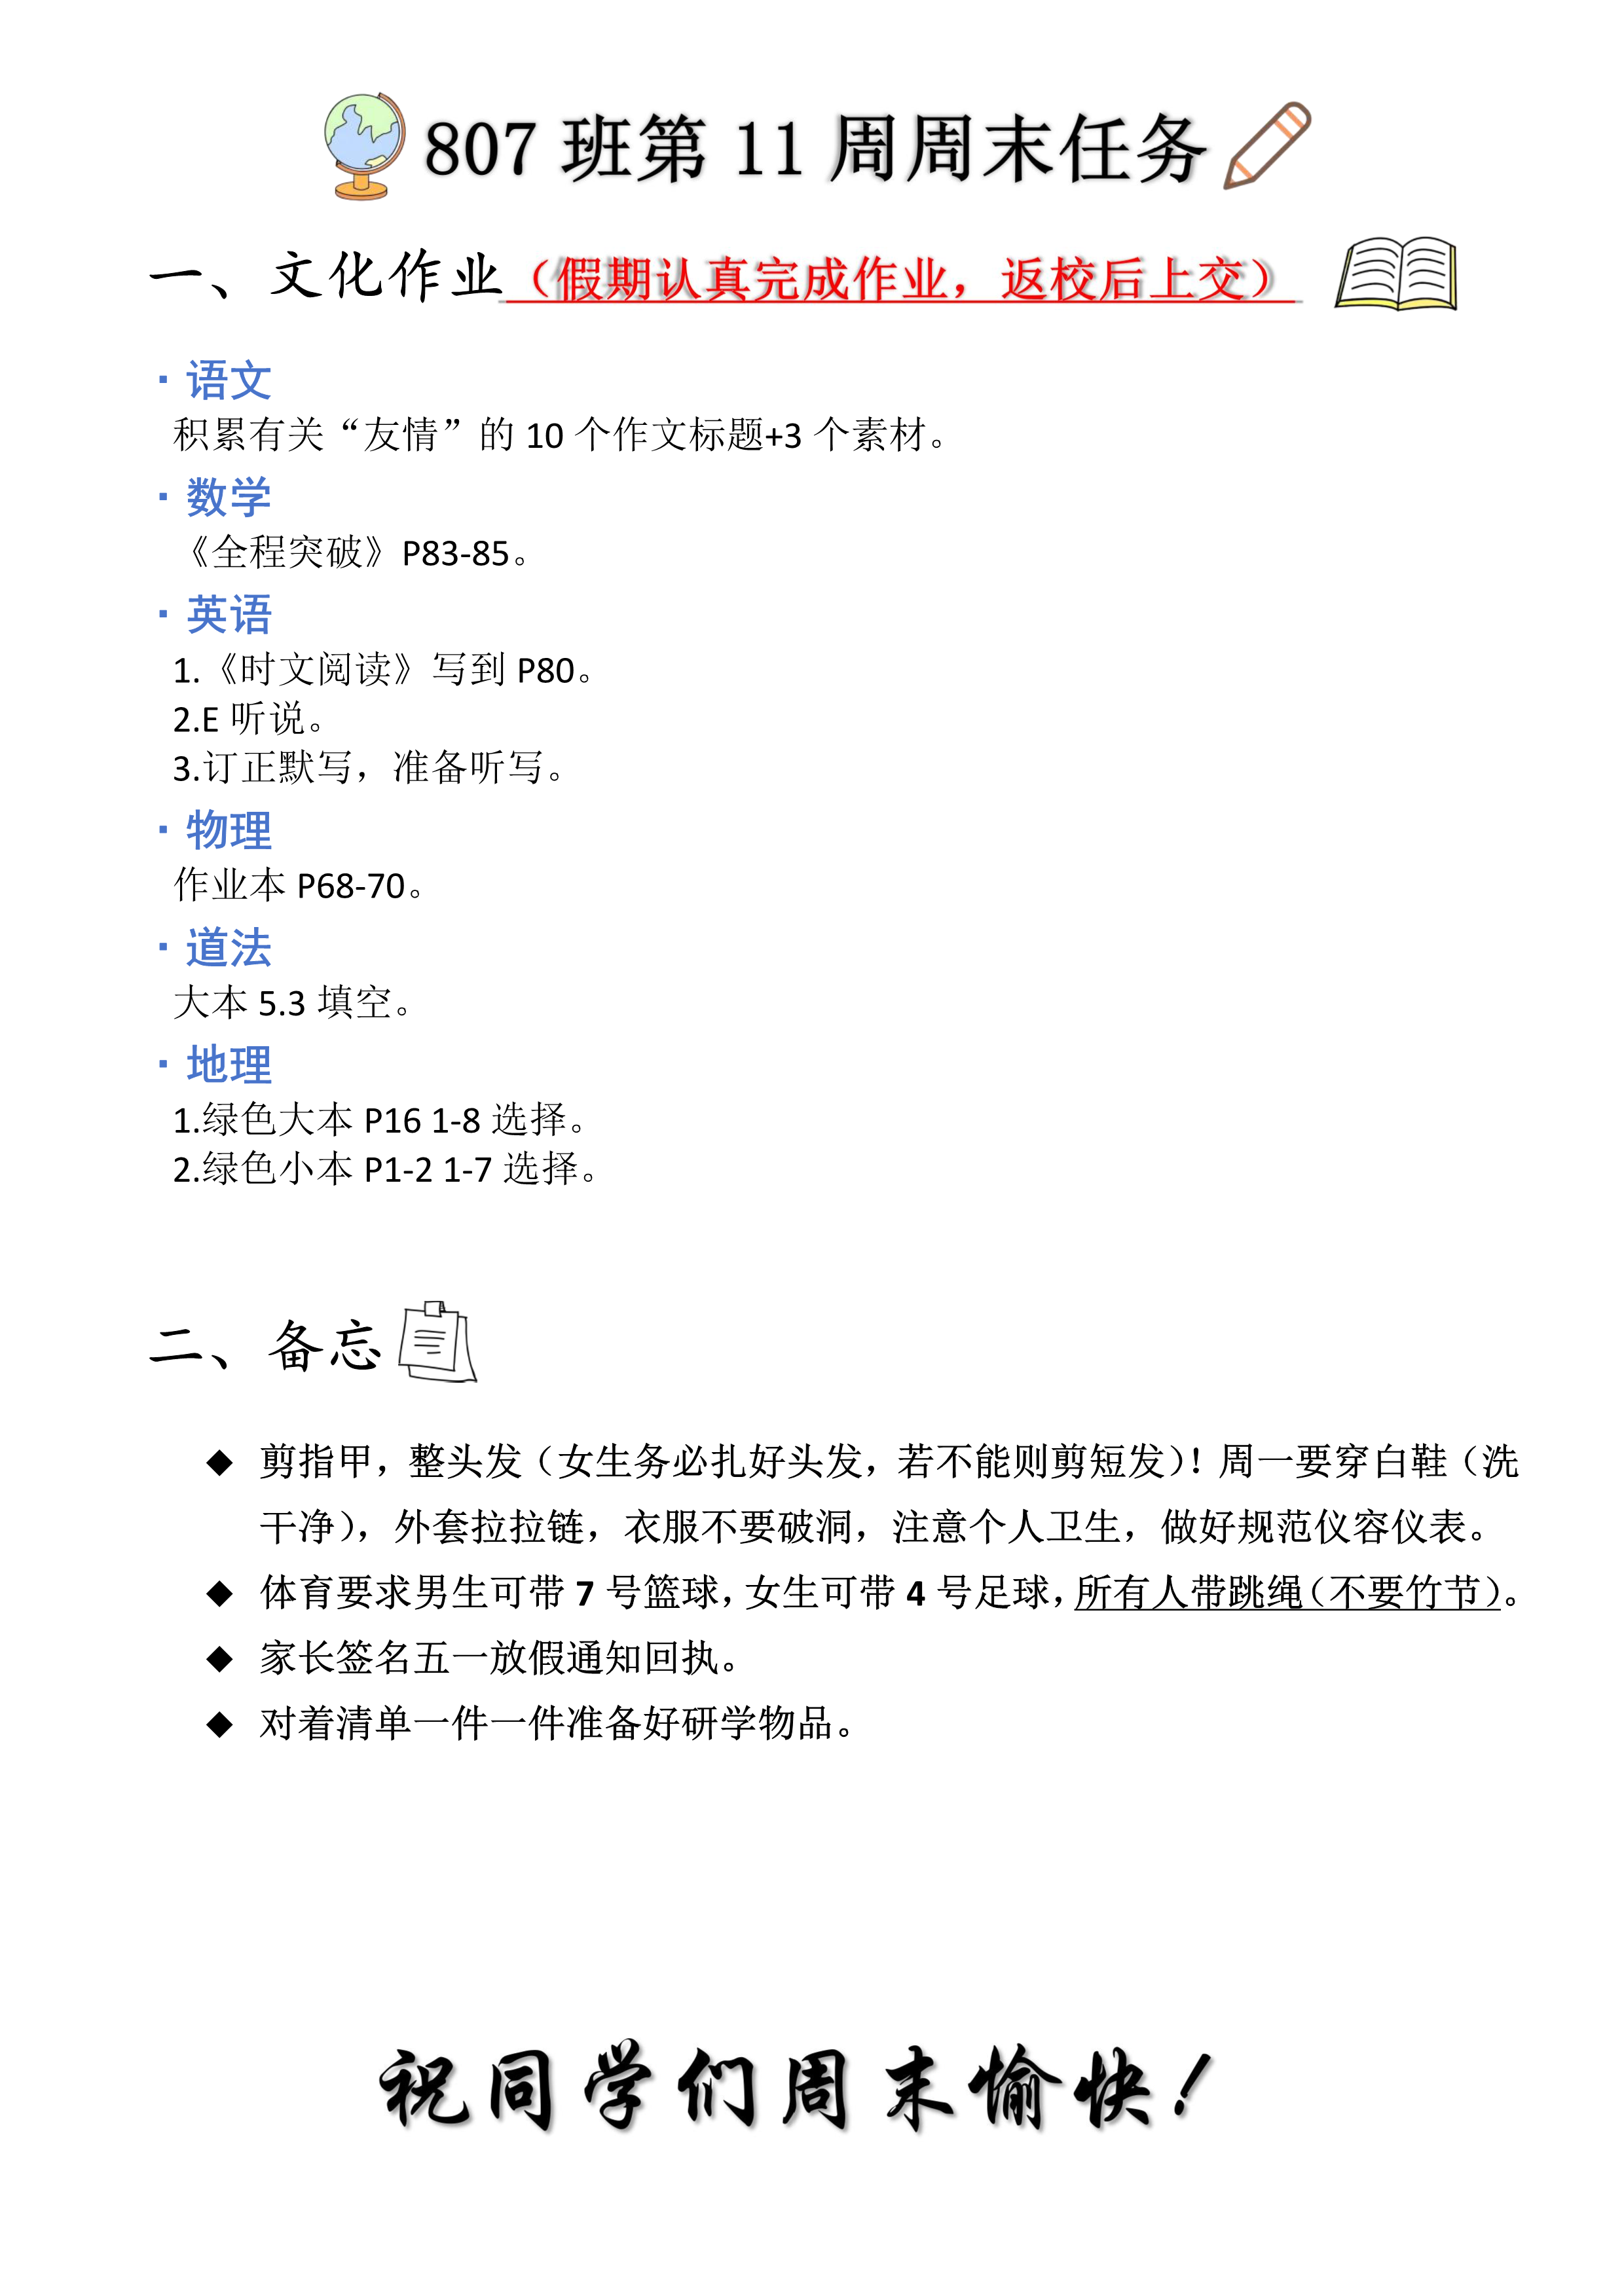 807 班第 11 周周末任务
一、文化作业（假期认真完成作业，返校后上交）
· 语文
积累有关“友情”的 10 个作文标题+3 个素材。
· 数学
《全程突破》P83-85。
· 英语
1.《时文阅读》写到 P80。
2.E 听说。
3.订正默写，准备听写。
· 物理
作业本 P68-70。
· 道法
大本 5.3 填空。
· 地理
1.绿色大本 P16 1-8 选择。
2.绿色小本 P1-2 1-7 选择。
二、备忘
◆ 剪指甲，整头发（女生务必扎好头发，若不能则剪短发）！周一要穿白鞋（洗
干净），外套拉拉链，衣服不要破洞，注意个人卫生，做好规范仪容仪表。
◆ 体育要求男生可带 7 号篮球，女生可带 4 号足球，所有人带跳绳（不要竹节）。
◆ 家长签名五一放假通知回执。
◆ 对着清单一件一件准备好研学物品。
祝同学们周末愉快！